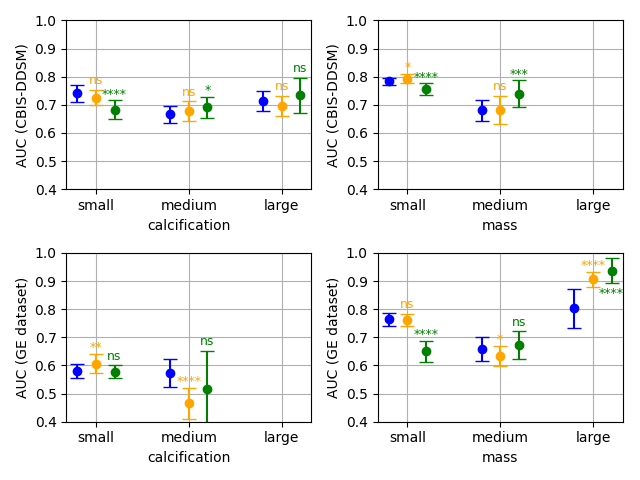 1.0
0.9
0.8
0.7
0.6
0.5
0.4
AUC (CBIS-DDSM)
ns
****
ns
*
ns
ns
small medium large
calcification
1.0
0.9
0.8
0.7
0.6
0.5
0.4
AUC (CBIS-DDSM)
*
****
ns
***
small medium large
mass
1.0
0.9
0.8
0.7
0.6
0.5
0.4
AUC (GE dataset)
**
ns
****
ns
small medium large
calcification
1.0
0.9
0.8
0.7
0.6
0.5
0.4
AUC (GE dataset)
ns
****
*
ns
****
****
small medium large
mass